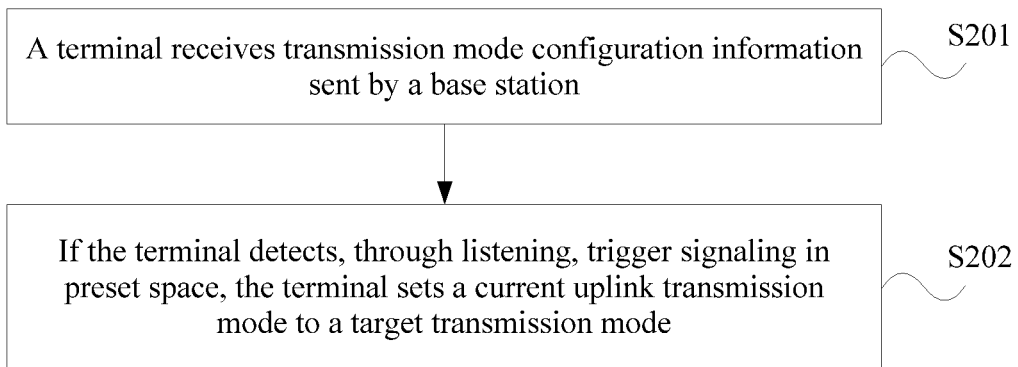 A terminal receives transmission mode configuration information
sent by a base station
S201
If the terminal detects, through listening, trigger signaling in
preset space, the terminal sets a current uplink transmission
mode to a target transmission mode
S202